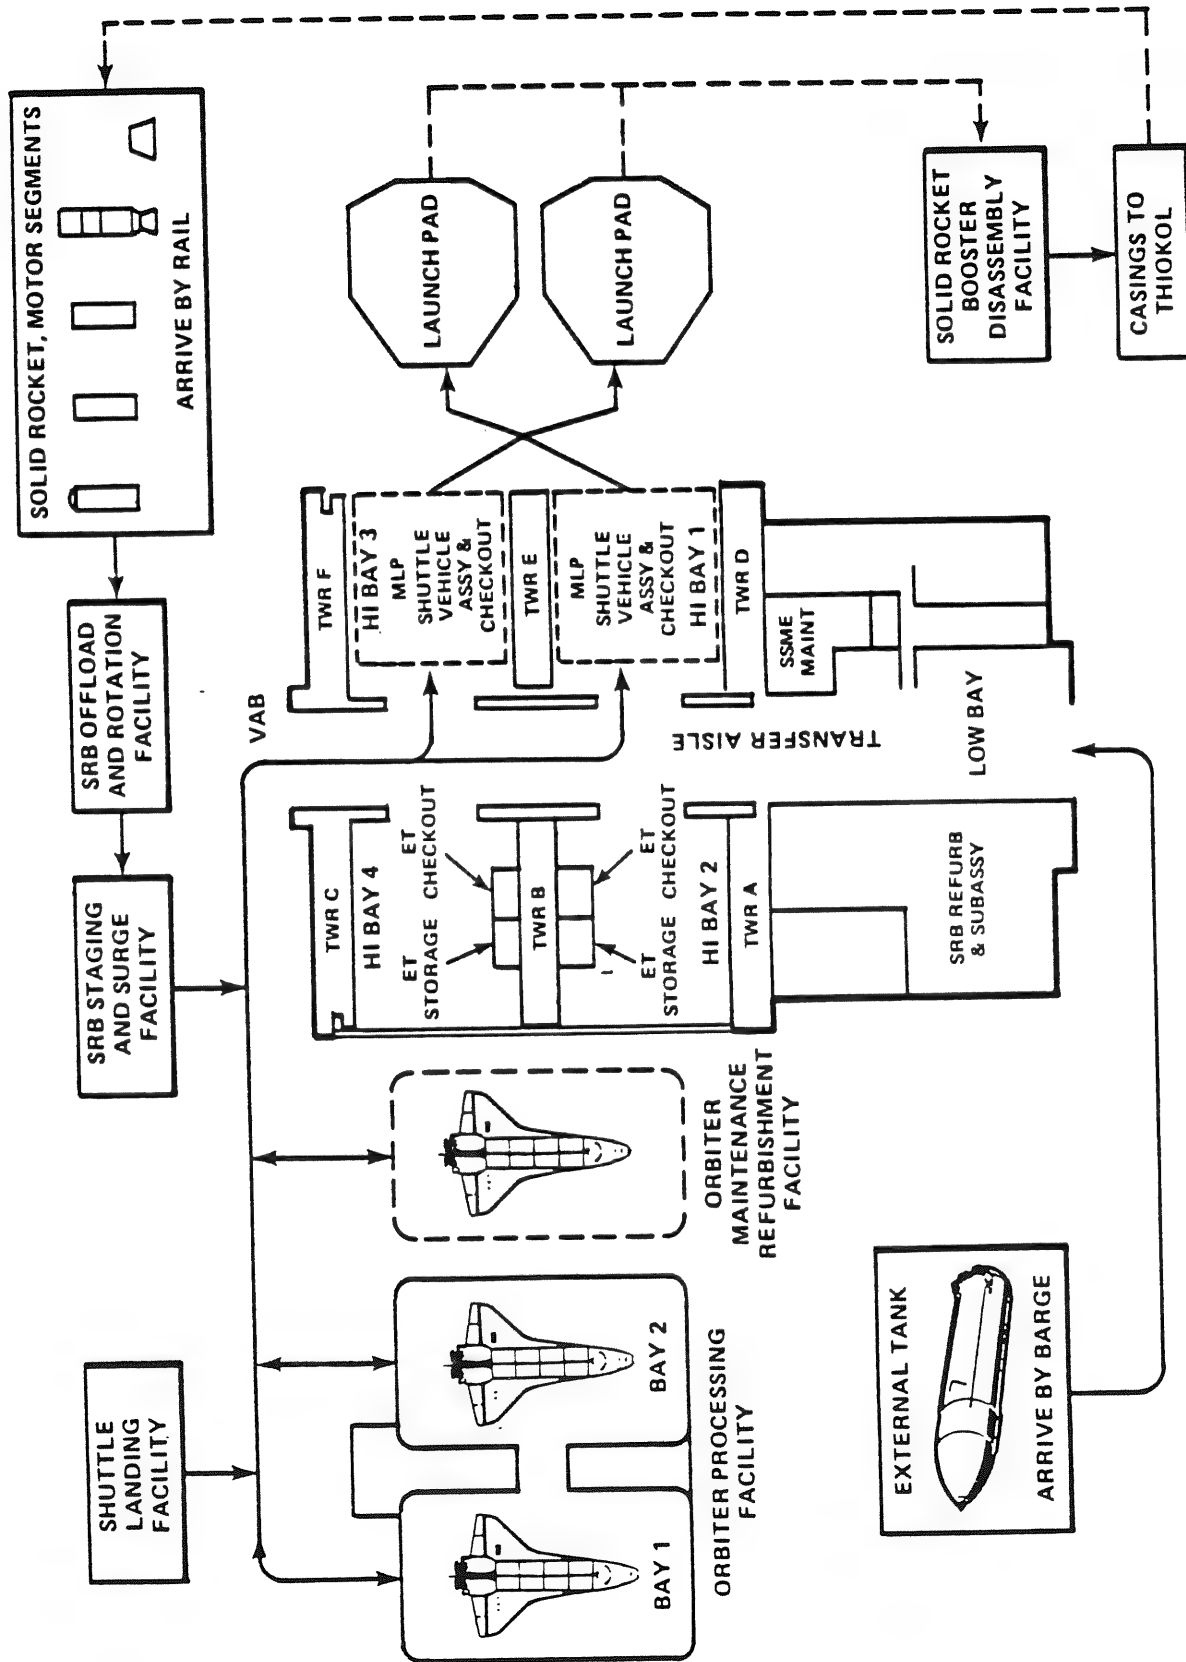 SHUTTLE
LANDING
FACILITY
SRB STAGING
AND SURGE
FACILITY
SRB OFFLOAD
AND ROTATION
FACILITY
SOLID ROCKET, MOTOR SEGMENTS
ARRIVE BY RAIL
BAY 1
BAY 2
ORBITER PROCESSING
FACILITY
ORBITER
MAINTENANCE
REFURBISHMENT
FACILITY
VAB
TWR C
HI BAY 4
ET
STORAGE
ET
CHECKOUT
TWR B
ET
STORAGE
ET
CHECKOUT
HI BAY 2
TWR A
SRB REFURB
& SUBASSY
TRANSFER AISLE
LOW BAY
TWR F
HI BAY 3
MLP
SHUTTLE
VEHICLE
ASSY &
CHECKOUT
TWR E
MLP
SHUTTLE
VEHICLE
ASSY &
CHECKOUT
HI BAY 1
TWR D
SSME
MAINT
LAUNCH PAD
LAUNCH PAD
EXTERNAL TANK
ARRIVE BY BARGE
SOLID ROCKET
BOOSTER
DISASSEMBLY
FACILITY
CASINGS TO
THIOKOL